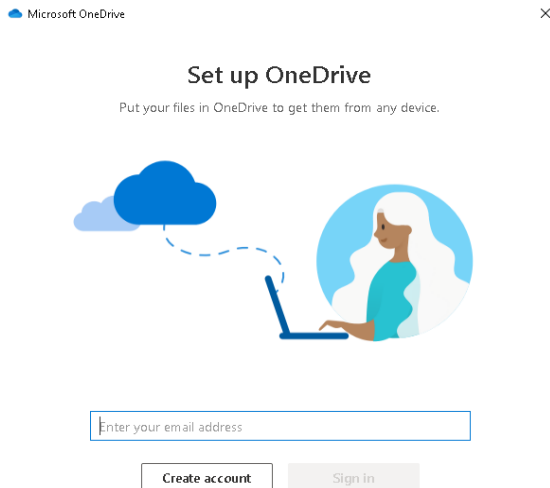 Microsoft OneDrive
Set up OneDrive
Put your files in OneDrive to get them from any device.
Enter your email address
Create account
Sign in